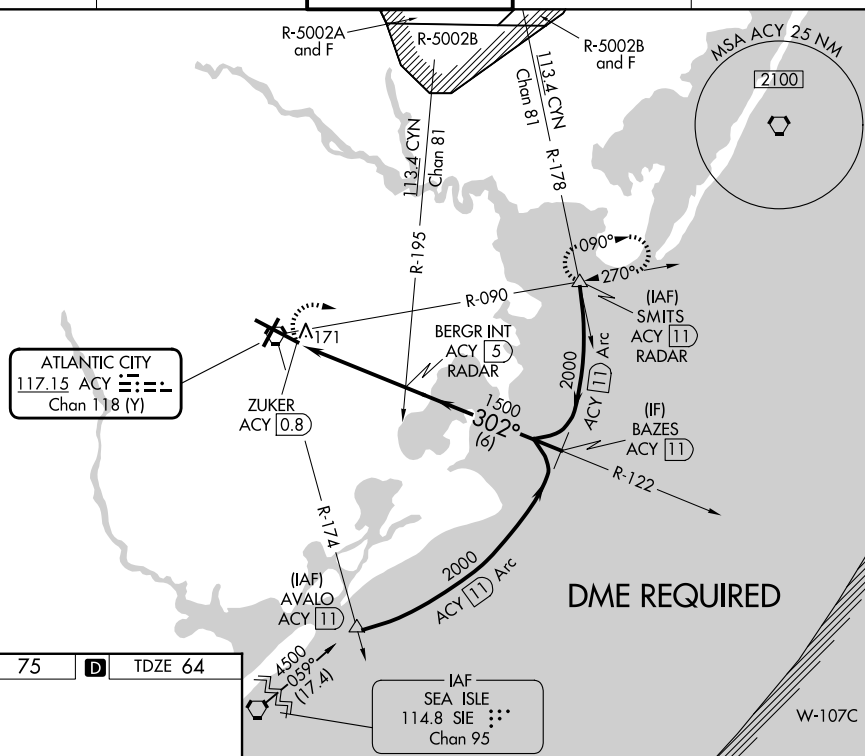 R-5002A
and F
R-5002B
R-5002B
and F
MSA ACY 25 NM
2100
113.4 CYN
Chan 81
R-195
113.4 CYN
Chan 81
R-178
090°
270°
(IAF)
SMITS
ACY 11
RADAR
R-090
171
BERGR INT
ACY 5
RADAR
ATLANTIC CITY
117.15 ACY
Chan 118 (Y)
ZUKER
ACY 0.8
2000
ACY 11 Arc
1500
302°
(6)
(IF)
BAZES
ACY 11
R-122
R-174
(IAF)
AVALO
ACY 11
2000
ACY 11 Arc
DME REQUIRED
75
D
TDZE 64
4500
059°
(17.4)
IAF
SEA ISLE
114.8 SIE
Chan 95
W-107C